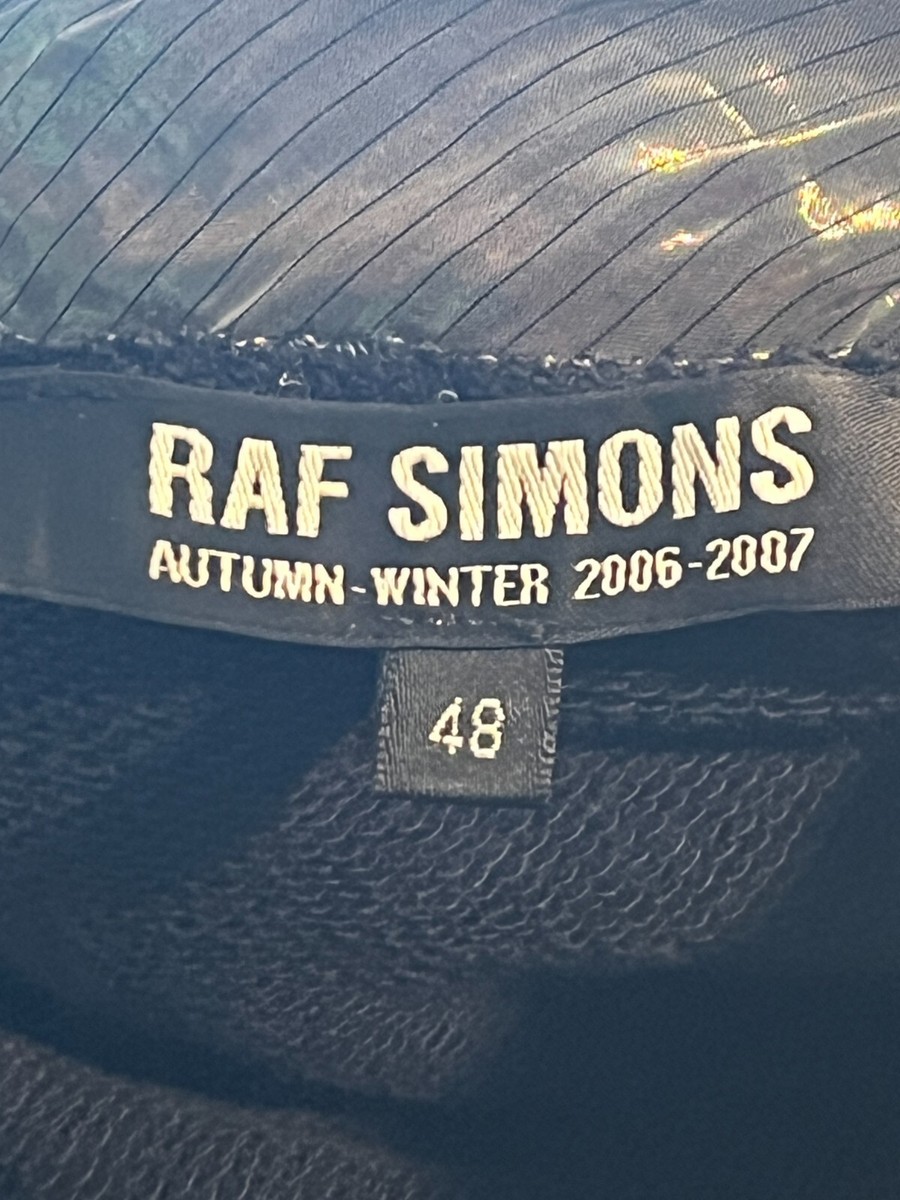 RAF SIMONS
AUTUMN-WINTER 2006-2007
48